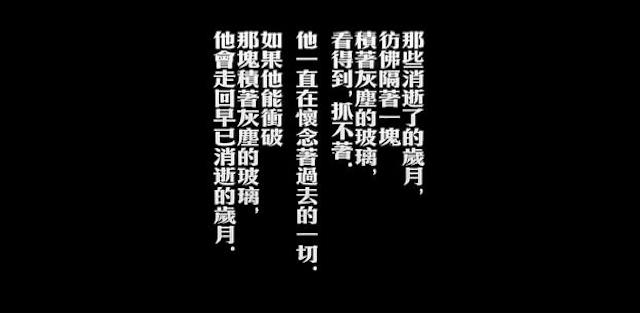 那些消逝了的歲月，
彷彿隔著一塊
積著灰塵的玻璃，
看得到，抓不著．
他一直在懷念著過去的一切．
如果他能衝破
那塊積著灰塵的玻璃，
他會走回早已消逝的歲月．